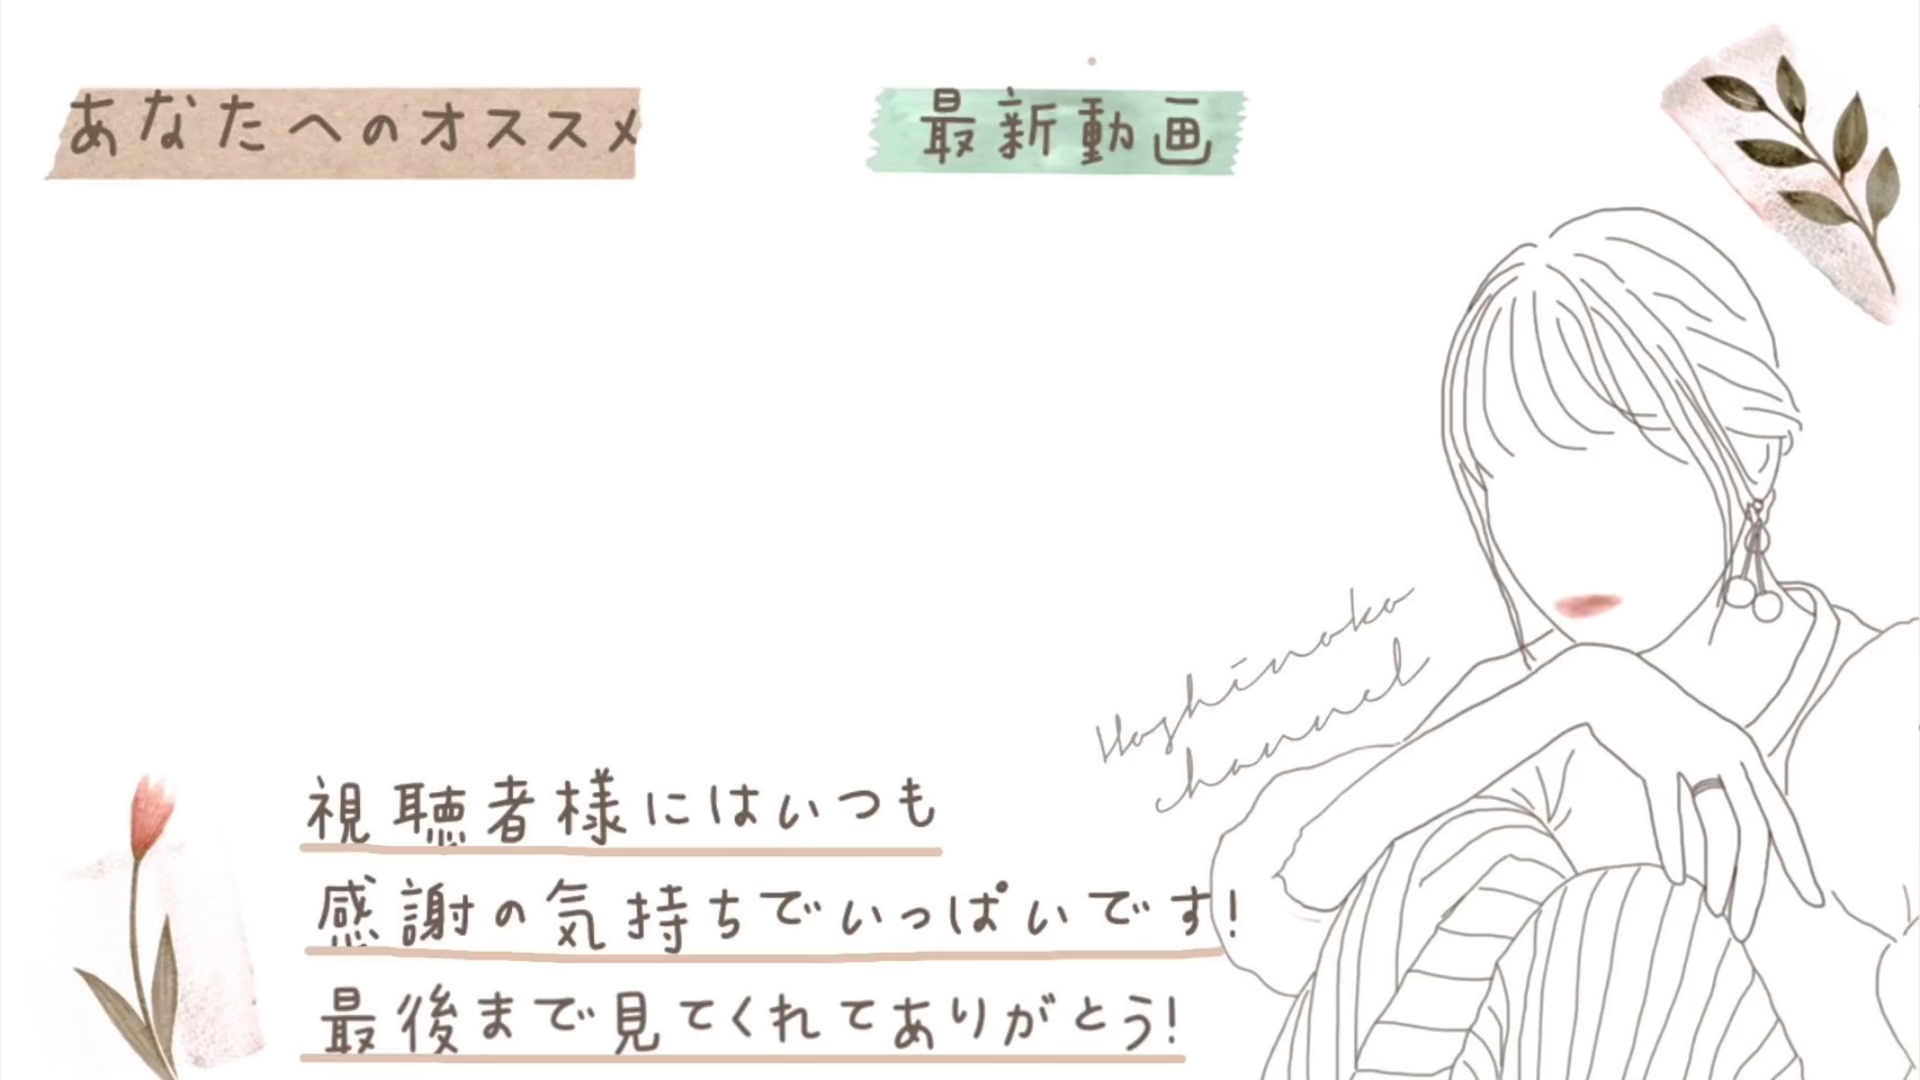 あなたへのオススメ
最新動画
Hoshinoko
channel
視聴者様にはいつも
感謝の気持ちでいっぱいです!
最後まで見てくれてありがとう!